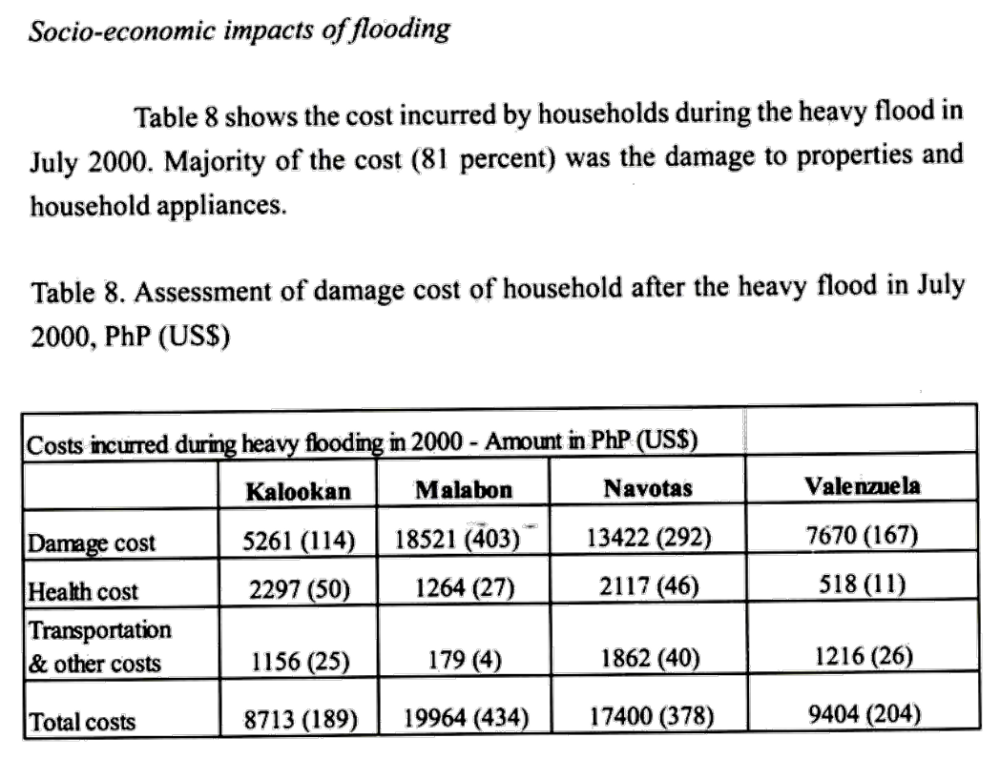 Socio-economic impacts of flooding
Table 8 shows the cost incurred by households during the heavy flood in
July 2000. Majority of the cost (81 percent) was the damage to properties and
household appliances.
Table 8. Assessment of damage cost of household after the heavy flood in July
2000, PhP (US$)
Costs incurred during heavy flooding in 2000 - Amount in PhP (US$)
Kalookan Malabon Navotas Valenzuela
Damage cost 5261 (114) 18521 (403) 13422 (292) 7670 (167)
Health cost 2297 (50) 1264 (27) 2117 (46) 518 (11)
Transportation
& other costs 1156 (25) 179 (4) 1862 (40) 1216 (26)
Total costs 8713 (189) 19964 (434) 17400 (378) 9404 (204)